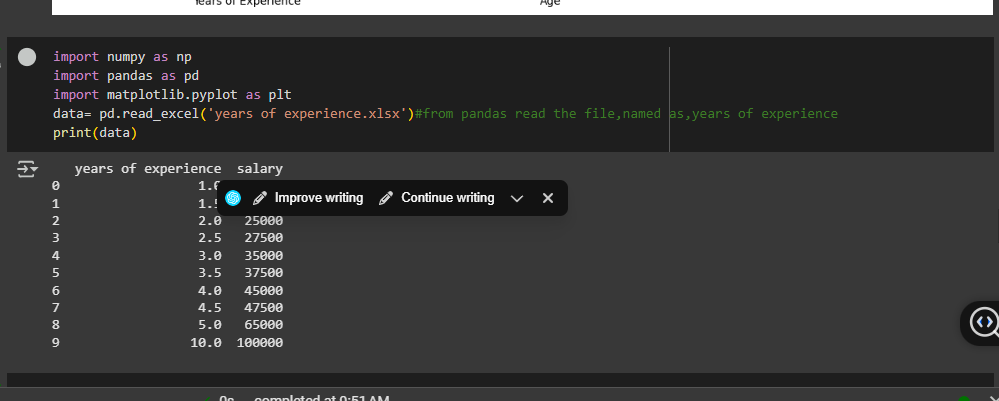 Years of Experience Age
import numpy as np
import pandas as pd
import matplotlib.pyplot as plt
data= pd.read_excel('years of experience.xlsx')#from pandas read the file,named as,years of experience
print(data)
years of experience salary
0 1.0
1 1.5
Improve writing Continue writing
2 2.0 25000
3 2.5 27500
4 3.0 35000
5 3.5 37500
6 4.0 45000
7 4.5 47500
8 5.0 65000
9 10.0 100000
0s completed at 9:51 AM